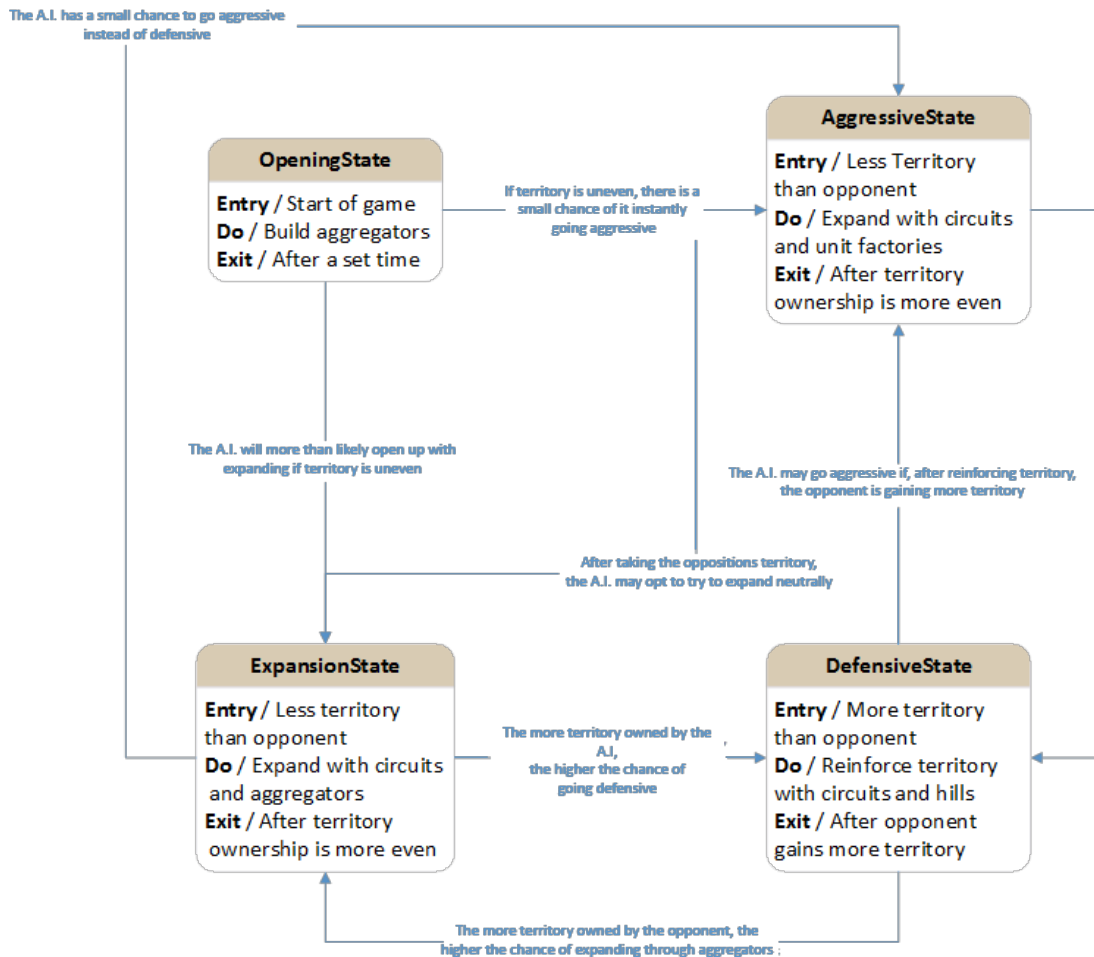 The A.I. has a small chance to go aggressive
instead of defensive
AggressiveState
Entry / Less Territory
than opponent
Do / Expand with circuits
and unit factories
Exit / After territory
ownership is more even
OpeningState
Entry / Start of game
Do / Build aggregators
Exit / After a set time
If territory is uneven, there is a
small chance of it instantly
going aggressive
The A.I. will more than likely open up with
expanding if territory is uneven
The A.I. may go aggressive if, after reinforcing territory,
the opponent is gaining more territory
After taking the oppositions territory,
the A.I. may opt to try to expand neutrally
ExpansionState
Entry / Less territory
than opponent
Do / Expand with circuits
and aggregators
Exit / After territory
ownership is more even
The more territory owned by the
A.I,
the higher the chance of
going defensive
DefensiveState
Entry / More territory
than opponent
Do / Reinforce territory
with circuits and hills
Exit / After opponent
gains more territory
The more territory owned by the opponent, the
higher the chance of expanding through aggregators